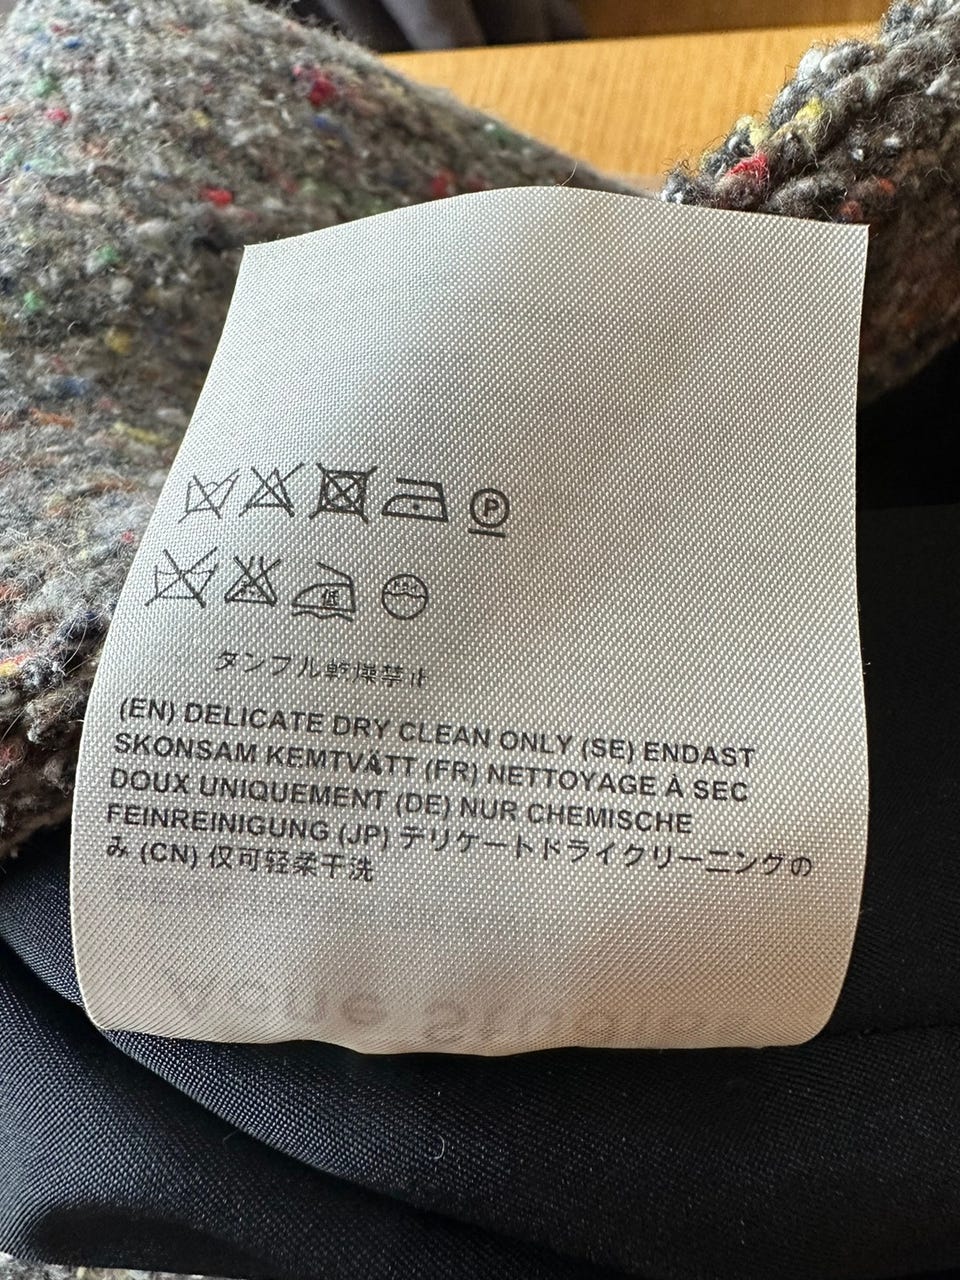 P
低
タンブル乾燥禁止
(EN) DELICATE DRY CLEAN ONLY (SE) ENDAST
SKONSAM KEMTVÄTT (FR) NETTOYAGE À SEC
DOUX UNIQUEMENT (DE) NUR CHEMISCHE
FEINREINIGUNG (JP) デリケートドライクリーニングの
み (CN) 仅可轻柔干洗